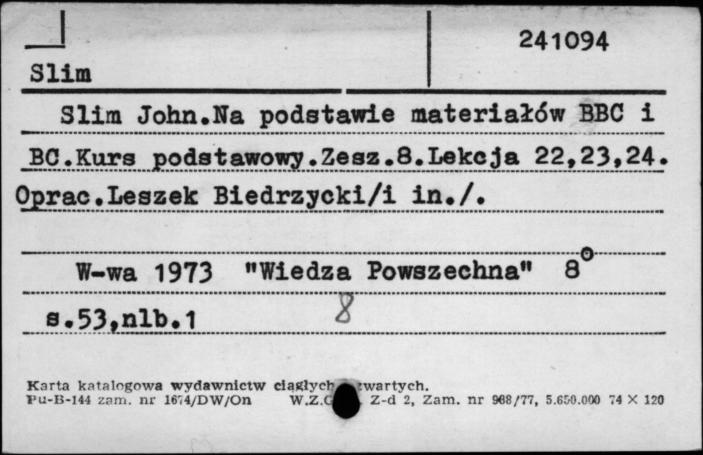 241094
Slim
Slim John.Na podstawie materiałów BBC i
BC.Kurs podstawowy.Zesz.8.Lekcja 22,23,24.
Oprac.Leszek Biedrzycki/i in./.
W-wa 1973 "Wiedza Powszechna" 8°
s.53,nlb.1 8
Karta katalogowa wydawnictw ciągłych twartych.
Pu-B-144 zam. nr 1674/DW/On W.Z.G Z-d 2, Zam. nr 968/77, 5.650.000 74 X 120